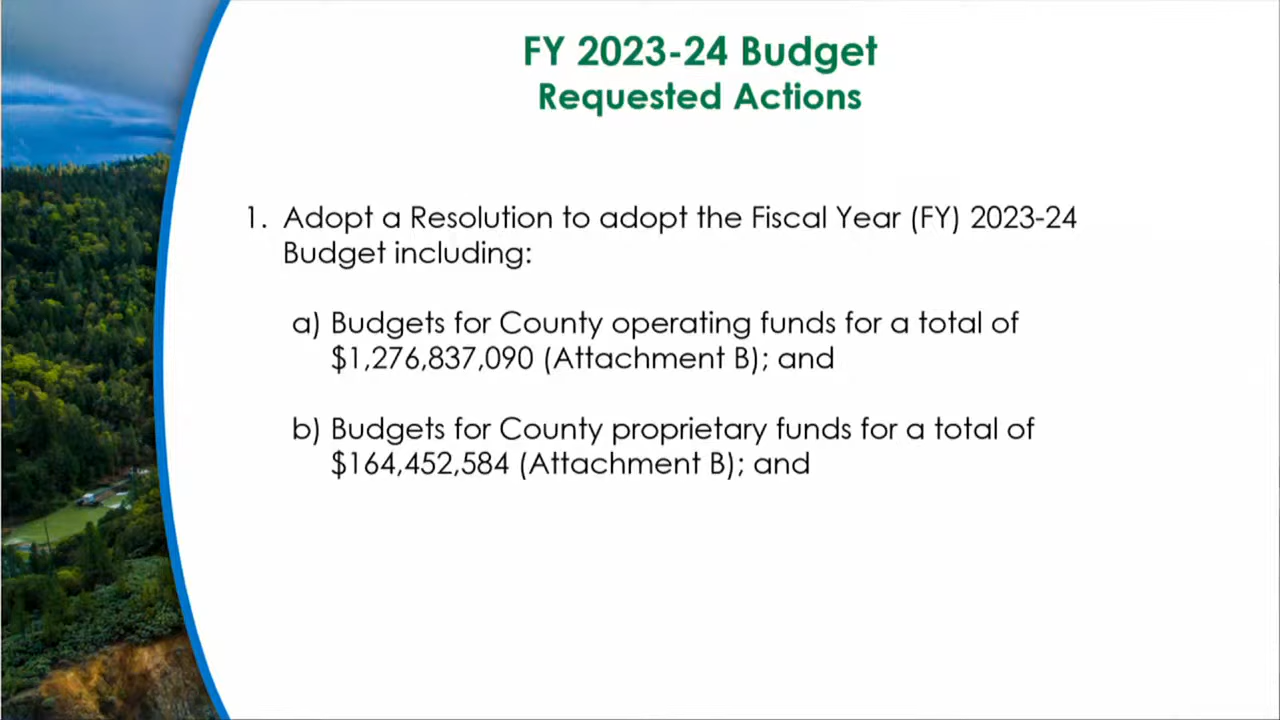 FY 2023-24 Budget
Requested Actions
1. Adopt a Resolution to adopt the Fiscal Year (FY) 2023-24
Budget including:
a) Budgets for County operating funds for a total of
$1,276,837,090 (Attachment B); and
b) Budgets for County proprietary funds for a total of
$164,452,584 (Attachment B); and